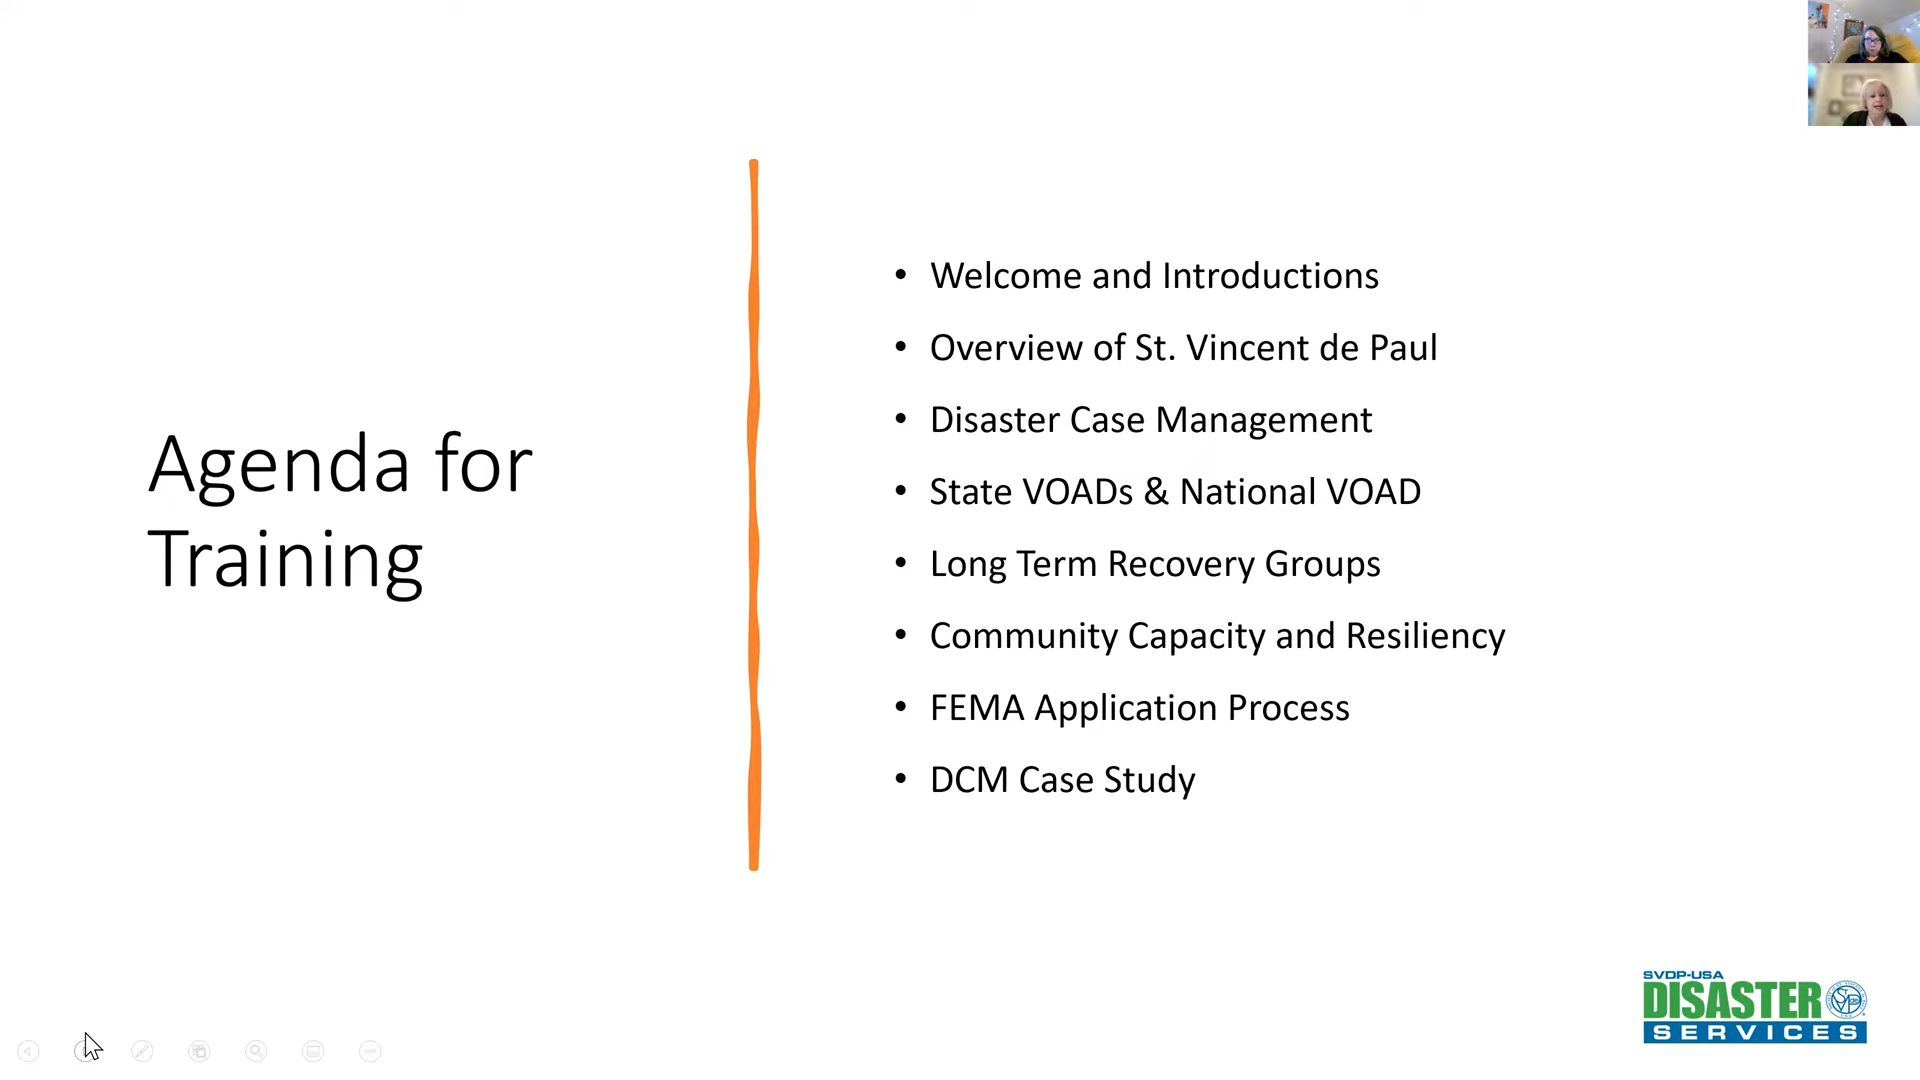 Agenda for
Training
• Welcome and Introductions
• Overview of St. Vincent de Paul
• Disaster Case Management
• State VOADs & National VOAD
• Long Term Recovery Groups
• Community Capacity and Resiliency
• FEMA Application Process
• DCM Case Study
SVDP-USA
DISASTER
SERVICES